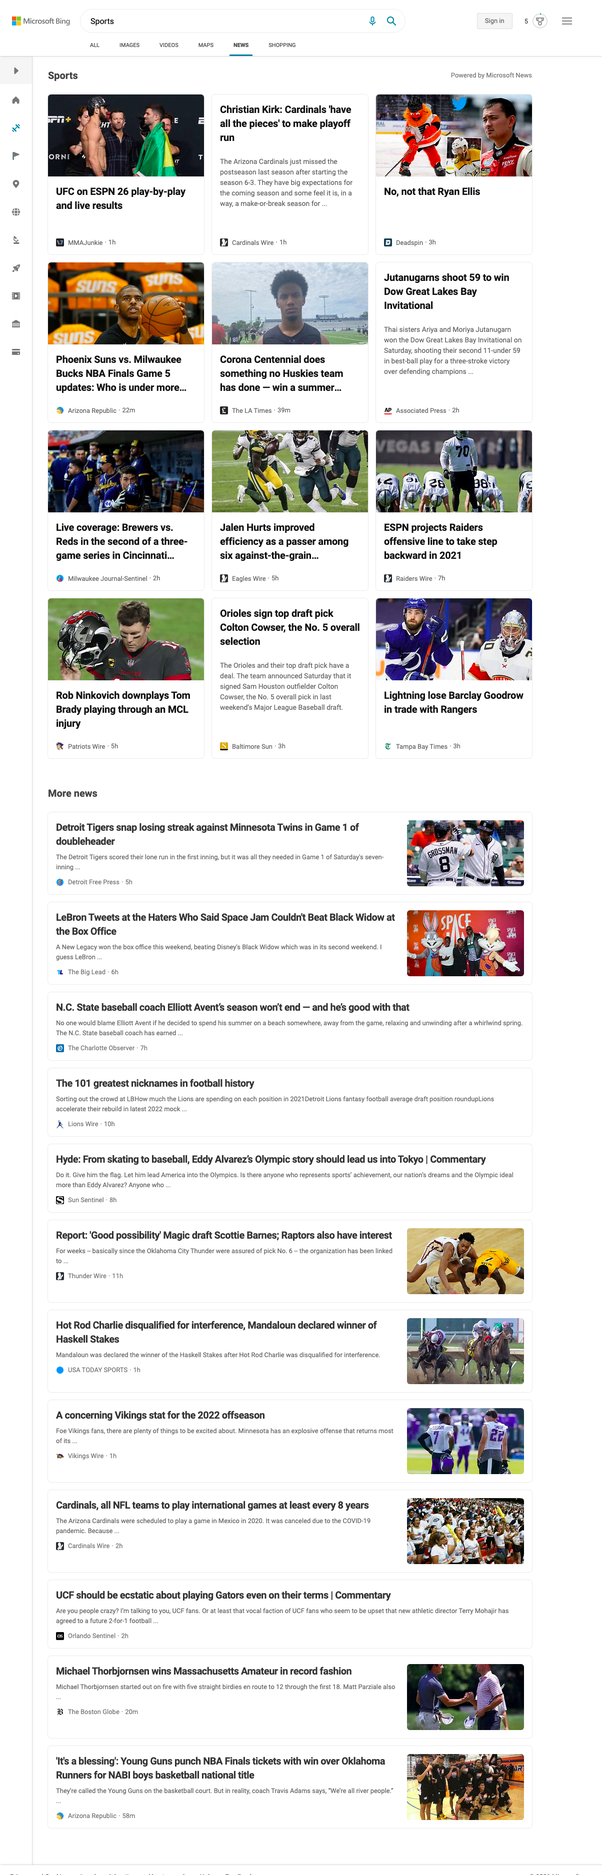 Microsoft Bing
Sports
Sign in
5
ALL IMAGES VIDEOS MAPS NEWS SHOPPING
Sports
Powered by Microsoft News
UFC on ESPN 26 play-by-play
and live results
MMAJunkie · 1h
Christian Kirk: Cardinals 'have
all the pieces' to make playoff
run
The Arizona Cardinals just missed the
postseason last season after starting the
season 6-3. They have big expectations for
the coming season and some feel it is, in a
way, a make-or-break season for ...
Cardinals Wire · 1h
No, not that Ryan Ellis
Deadspin · 3h
SUNS
Phoenix Suns vs. Milwaukee
Bucks NBA Finals Game 5
updates: Who is under more...
Arizona Republic · 22m
Corona Centennial does
something no Huskies team
has done — win a summer...
The LA Times · 39m
Jutanugarns shoot 59 to win
Dow Great Lakes Bay
Invitational
Thai sisters Ariya and Moriya Jutanugarn
won the Dow Great Lakes Bay Invitational on
Saturday, shooting their second 11-under 59
in best-ball play for a three-stroke victory
over defending champions ...
AP Associated Press · 2h
Live coverage: Brewers vs.
Reds in the second of a three-
game series in Cincinnati...
Milwaukee Journal-Sentinel · 2h
Jalen Hurts improved
efficiency as a passer among
six against-the-grain...
Eagles Wire · 5h
70
ESPN projects Raiders
offensive line to take step
backward in 2021
Raiders Wire · 7h
Rob Ninkovich downplays Tom
Brady playing through an MCL
injury
Patriots Wire · 5h
Orioles sign top draft pick
Colton Cowser, the No. 5 overall
selection
The Orioles and their top draft pick have a
deal. The team announced Saturday that it
signed Sam Houston outfielder Colton
Cowser, the No. 5 overall pick in last
weekend's Major League Baseball draft.
Baltimore Sun · 3h
Lightning lose Barclay Goodrow
in trade with Rangers
Tampa Bay Times · 3h
More news
Detroit Tigers snap losing streak against Minnesota Twins in Game 1 of
doubleheader
The Detroit Tigers scored their lone run in the first inning, but it was all they needed in Game 1 of Saturday's seven-
inning ...
Detroit Free Press · 5h
GROSSMAN
8
LeBron Tweets at the Haters Who Said Space Jam Couldn't Beat Black Widow at
the Box Office
A New Legacy won the box office this weekend, beating Disney's Black Widow which was in its second weekend. I
guess LeBron ...
The Big Lead · 6h
SPACE
N.C. State baseball coach Elliott Avent's season won't end — and he's good with that
No one would blame Elliott Avent if he decided to spend his summer on a beach somewhere, away from the game, relaxing and unwinding after a whirlwind spring.
The N.C. State baseball coach has earned ...
The Charlotte Observer · 7h
The 101 greatest nicknames in football history
Sorting out the crowd at LBHow much the Lions are spending on each position in 2021Detroit Lions fantasy football average draft position roundupLions
accelerate their rebuild in latest 2022 mock ...
Lions Wire · 10h
Hyde: From skating to baseball, Eddy Alvarez's Olympic story should lead us into Tokyo | Commentary
Do it. Give him the flag. Let him lead America into the Olympics. Is there anyone who represents sports' achievement, our nation's dreams and the Olympic ideal
more than Eddy Alvarez? Anyone who ...
Sun Sentinel · 8h
Report: 'Good possibility' Magic draft Scottie Barnes; Raptors also have interest
For weeks – basically since the Oklahoma City Thunder were assured of pick No. 6 – the organization has been linked
to ...
Thunder Wire · 11h
Hot Rod Charlie disqualified for interference, Mandaloun declared winner of
Haskell Stakes
Mandaloun was declared the winner of the Haskell Stakes after Hot Rod Charlie was disqualified for interference.
USA TODAY SPORTS · 1h
A concerning Vikings stat for the 2022 offseason
Foe Vikings fans, there are plenty of things to be excited about. Minnesota has an explosive offense that returns most
of its ...
Vikings Wire · 1h
7
22
Cardinals, all NFL teams to play international games at least every 8 years
The Arizona Cardinals were scheduled to play a game in Mexico in 2020. It was canceled due to the COVID-19
pandemic. Because ...
Cardinals Wire · 2h
UCF should be ecstatic about playing Gators even on their terms | Commentary
Are you people crazy? I'm talking to you, UCF fans. Or at least that vocal faction of UCF fans who seem to be upset that new athletic director Terry Mohajir has
agreed to a future 2-for-1 football ...
Orlando Sentinel · 2h
Michael Thorbjornsen wins Massachusetts Amateur in record fashion
Michael Thorbjornsen started out on fire with five straight birdies en route to 12 through the first 18. Matt Parziale also
...
The Boston Globe · 20m
'It's a blessing': Young Guns punch NBA Finals tickets with win over Oklahoma
Runners for NABI boys basketball national title
They're called the Young Guns on the basketball court. But in reality, coach Travis Adams says, "We're all river people."
...
Arizona Republic · 58m